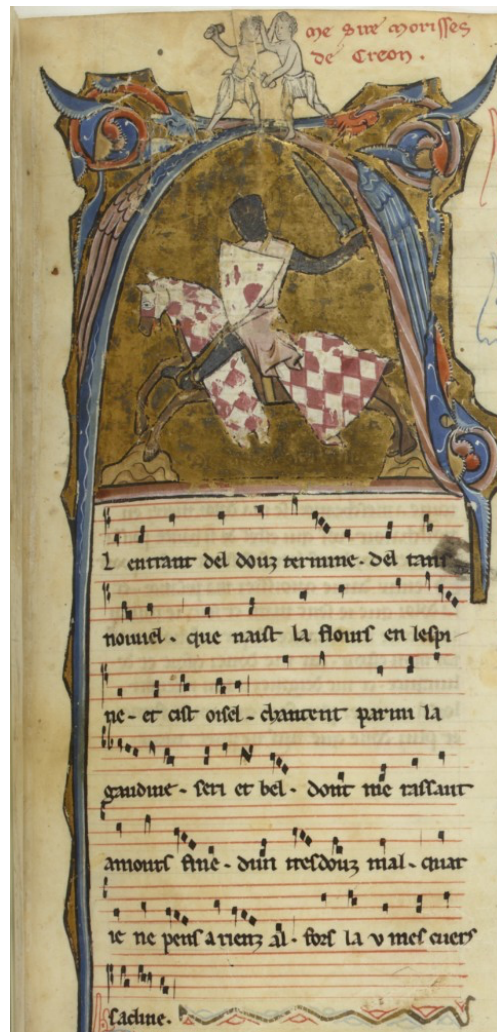 me sire morisses
de Creon.
L entrant del douz termine. del tans
nouuel. que naist la flours en lespi
ne. et cist oisel. chantent parmi la
gaudine. seri et bel. dont me rassaut
amours fine. dun tresdouz mal. quar
ie ne pens a rienz al. fors la v mes cuers
sacline.